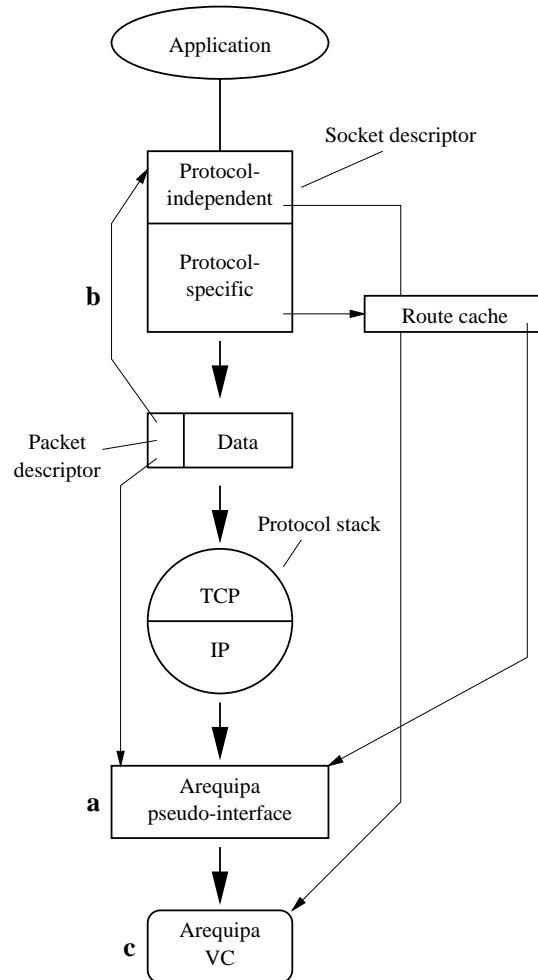 Application
Socket descriptor
Protocol-
independent
Protocol-
specific
b
Route cache
Packet
descriptor
Data
Protocol stack
TCP
IP
a
Arequipa
pseudo-interface
c
Arequipa
VC